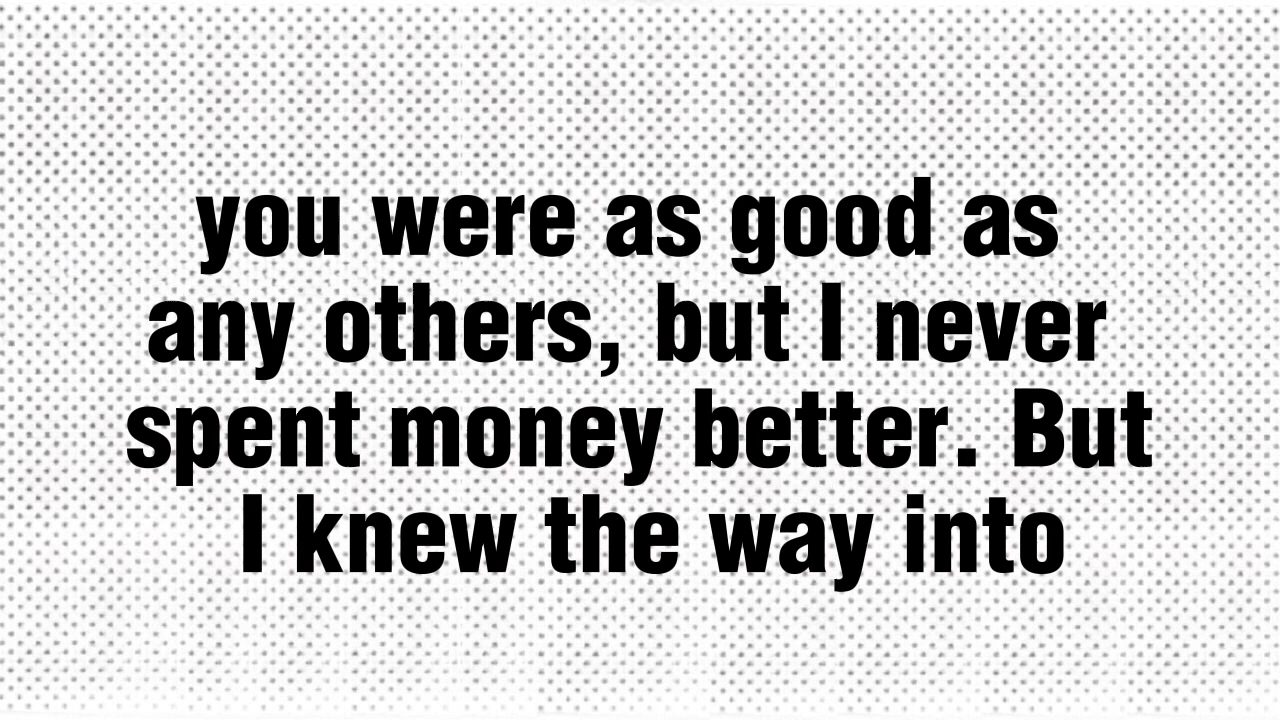 you were as good as
any others, but I never
spent money better. But
I knew the way into